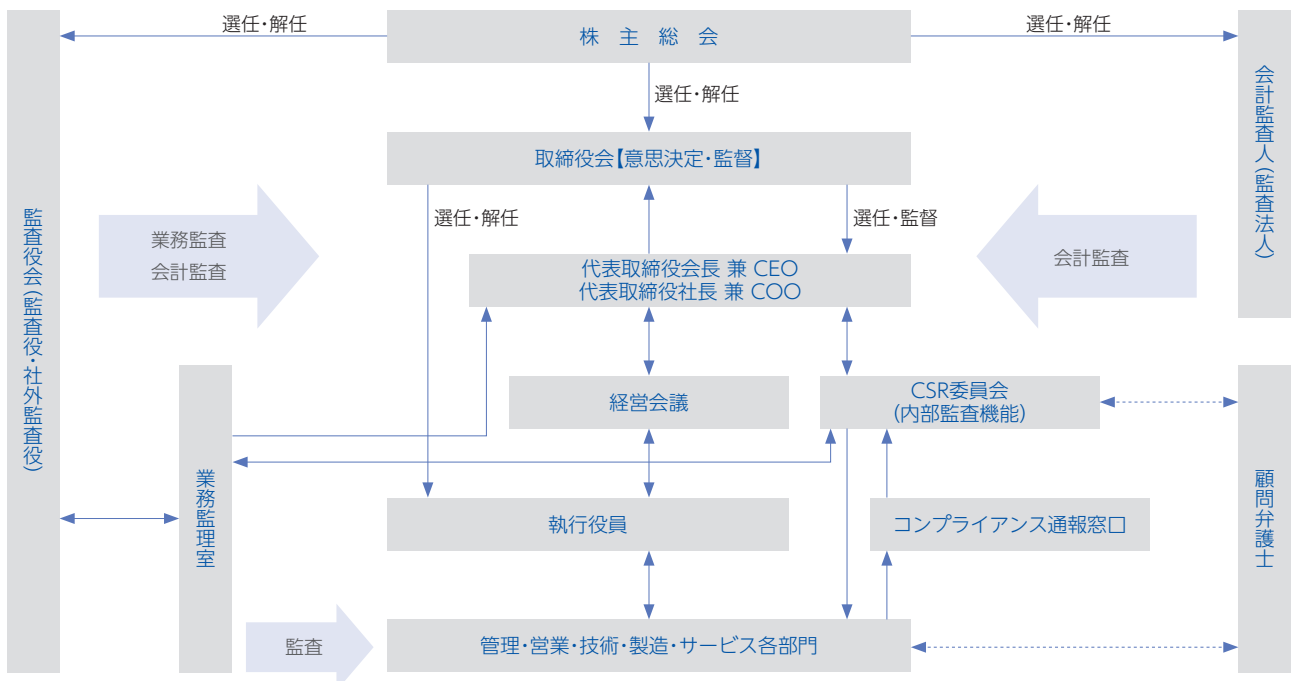 選任・解任
株主総会
選任・解任
選任・解任
取締役会【意思決定・監督】
選任・解任
選任・監督
監査役会(監査役・社外監査役)
会計監査人(監査法人)
業務監査
会計監査
会計監査
代表取締役会長 兼 CEO
代表取締役社長 兼 COO
経営会議
CSR委員会
(内部監査機能)
業務監理室
執行役員
コンプライアンス通報窓口
顧問弁護士
監査
管理・営業・技術・製造・サービス各部門